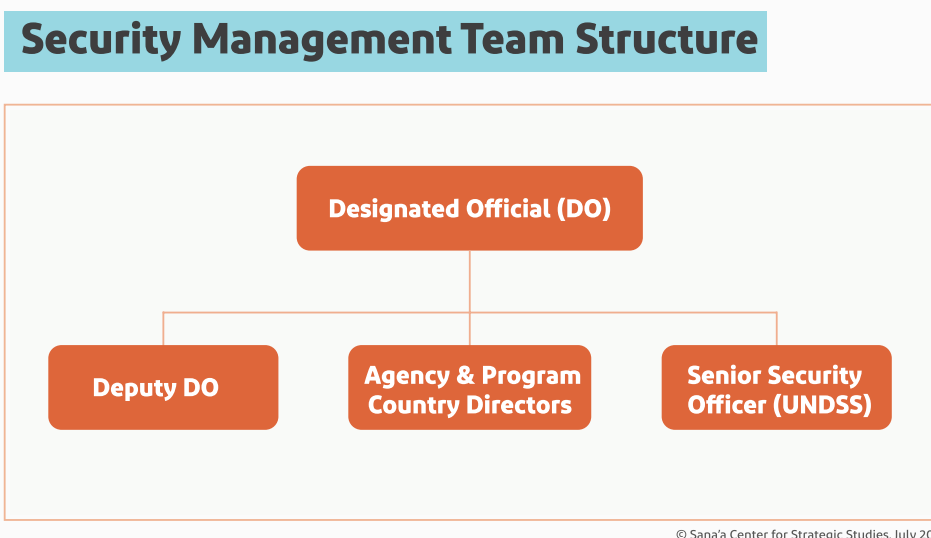 Security Management Team Structure
Designated Official (DO)
Deputy DO
Agency & Program
Country Directors
Senior Security
Officer (UNDSS)
© Sana'a Center for Strategic Studies, July